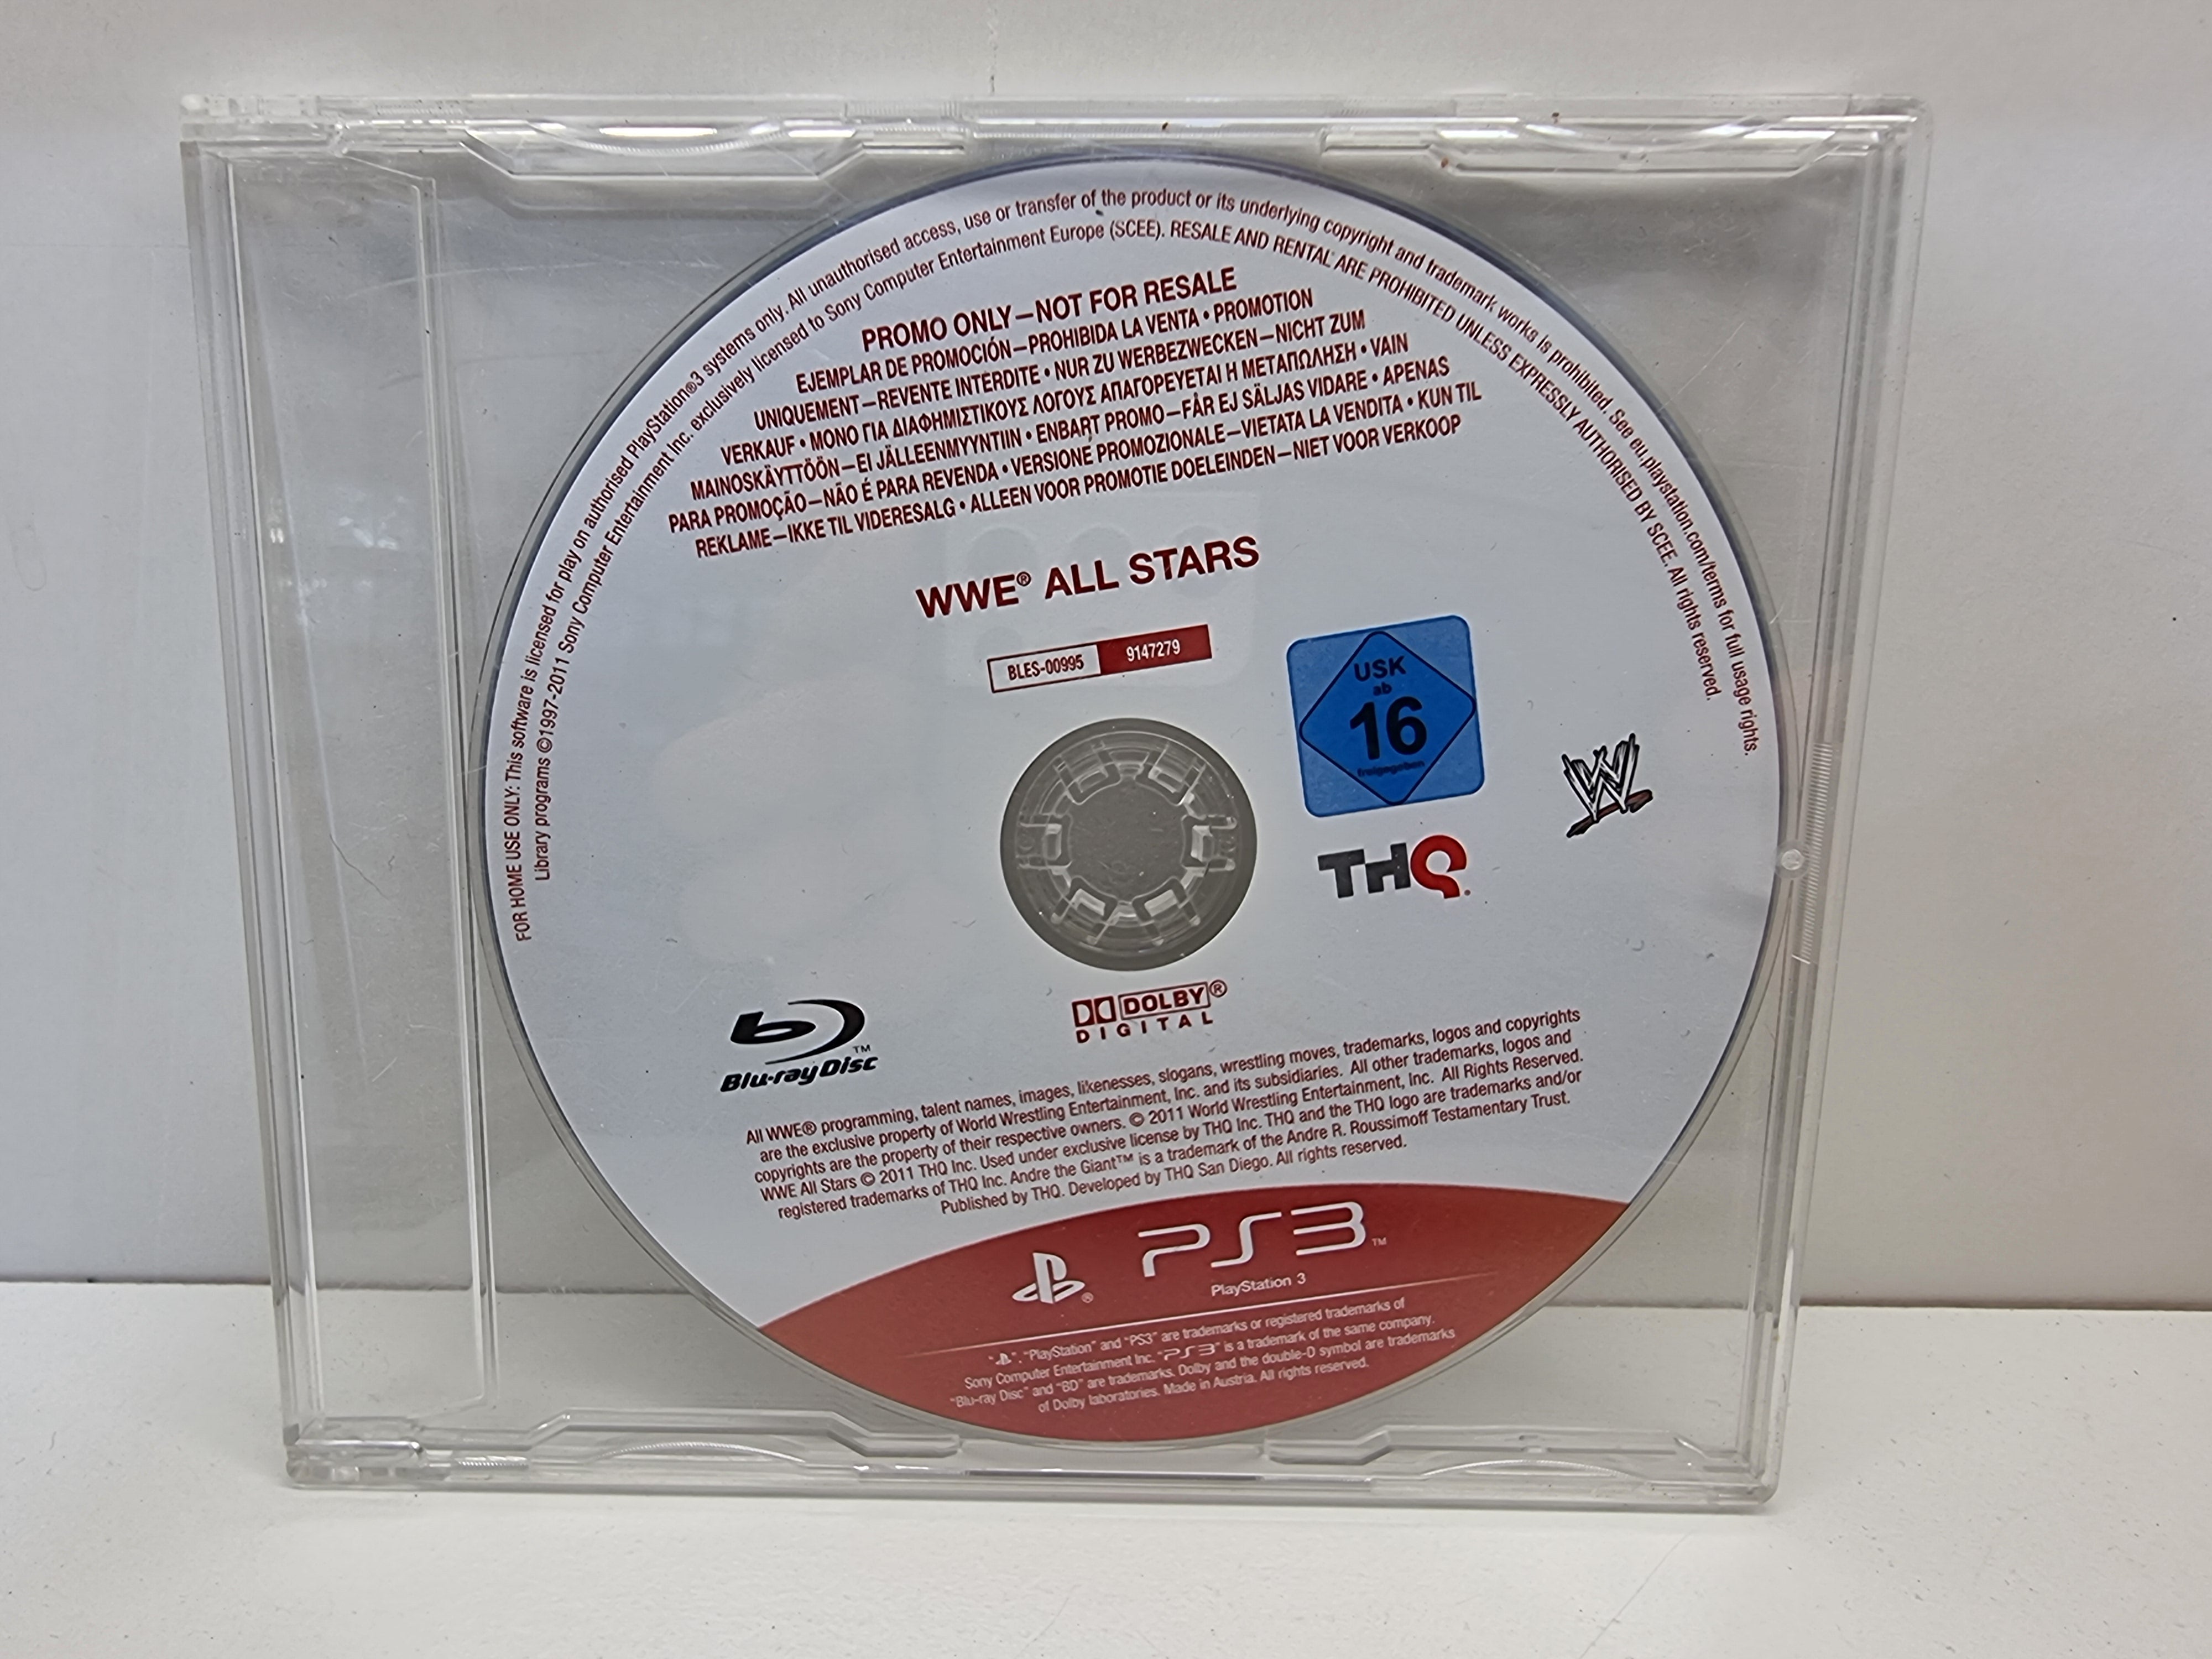 FOR HOME USE ONLY: This software is licensed for play on authorised PlayStation®3 systems only. All unauthorised access, use or transfer of the product or its underlying copyright and trademark works is prohibited. See eu.playstation.com/terms for full usage rights.
Library programs ©1997-2011 Sony Computer Entertainment Inc. exclusively licensed to Sony Computer Entertainment Europe (SCEE). RESALE AND RENTAL ARE PROHIBITED UNLESS EXPRESSLY AUTHORISED BY SCEE. All rights reserved.
PROMO ONLY–NOT FOR RESALE
EJEMPLAR DE PROMOCIÓN–PROHIBIDA LA VENTA • PROMOTION
UNIQUEMENT–REVENTE INTERDITE • NUR ZU WERBEZWECKEN–NICHT ZUM
VERKAUF • ΜΟΝΟ ΓΙΑ ΔΙΑΦΗΜΙΣΤΙΚΟΥΣ ΛΟΓΟΥΣ ΑΠΑΓΟΡΕΥΕΤΑΙ Η ΜΕΤΑΠΩΛΗΣΗ • VAIN
MAINOSKÄYTTÖÖN–EI JÄLLEENMYYNTIIN • ENBART PROMO–FÅR EJ SÄLJAS VIDARE • APENAS
PARA PROMOÇÃO–NÃO É PARA REVENDA • VERSIONE PROMOZIONALE–VIETATA LA VENDITA • KUN TIL
REKLAME–IKKE TIL VIDERESALG • ALLEEN VOOR PROMOTIE DOELEINDEN–NIET VOOR VERKOOP
WWE® ALL STARS
BLES-00995 9147279
USK
ab
16
freigegeben
W
THQ
Blu-ray Disc™
DOLBY®
DIGITAL
All WWE® programming, talent names, images, likenesses, slogans, wrestling moves, trademarks, logos and copyrights
are the exclusive property of World Wrestling Entertainment, Inc. and its subsidiaries. All other trademarks, logos and
copyrights are the property of their respective owners. © 2011 World Wrestling Entertainment, Inc. All Rights Reserved.
WWE All Stars © 2011 THQ Inc. Used under exclusive license by THQ Inc. THQ and the THQ logo are trademarks and/or
registered trademarks of THQ Inc. Andre the Giant™ is a trademark of the Andre R. Roussimoff Testamentary Trust.
Published by THQ. Developed by THQ San Diego. All rights reserved.
PS3™
PlayStation 3
" ", "PlayStation" and "PS3" are trademarks or registered trademarks of
Sony Computer Entertainment Inc. "PS3" is a trademark of the same company.
"Blu-ray Disc" and "BD" are trademarks. Dolby and the double-D symbol are trademarks
of Dolby laboratories. Made in Austria. All rights reserved.